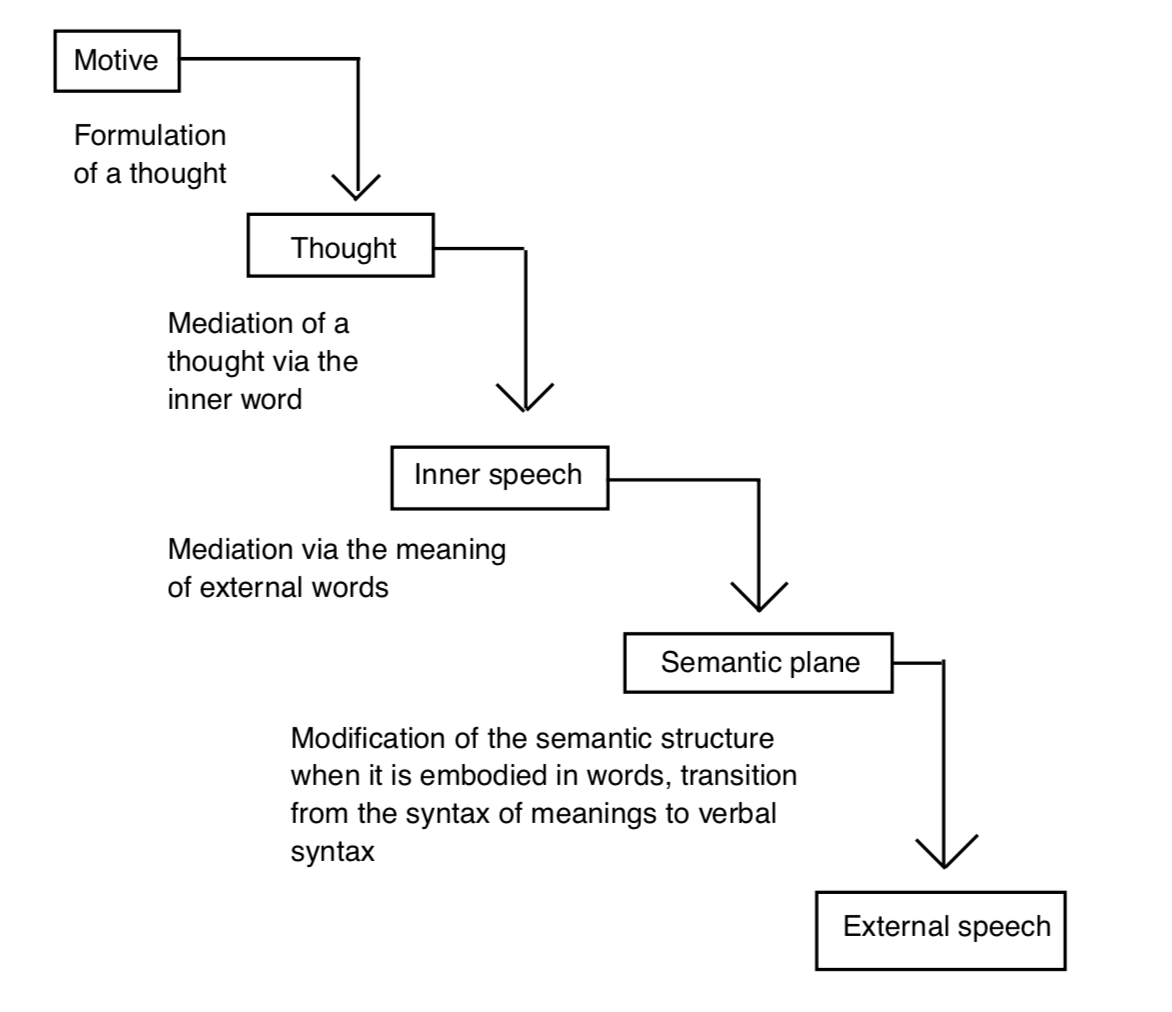 Motive
Formulation
of a thought
Thought
Mediation of a
thought via the
inner word
Inner speech
Mediation via the meaning
of external words
Semantic plane
Modification of the semantic structure
when it is embodied in words, transition
from the syntax of meanings to verbal
syntax
External speech